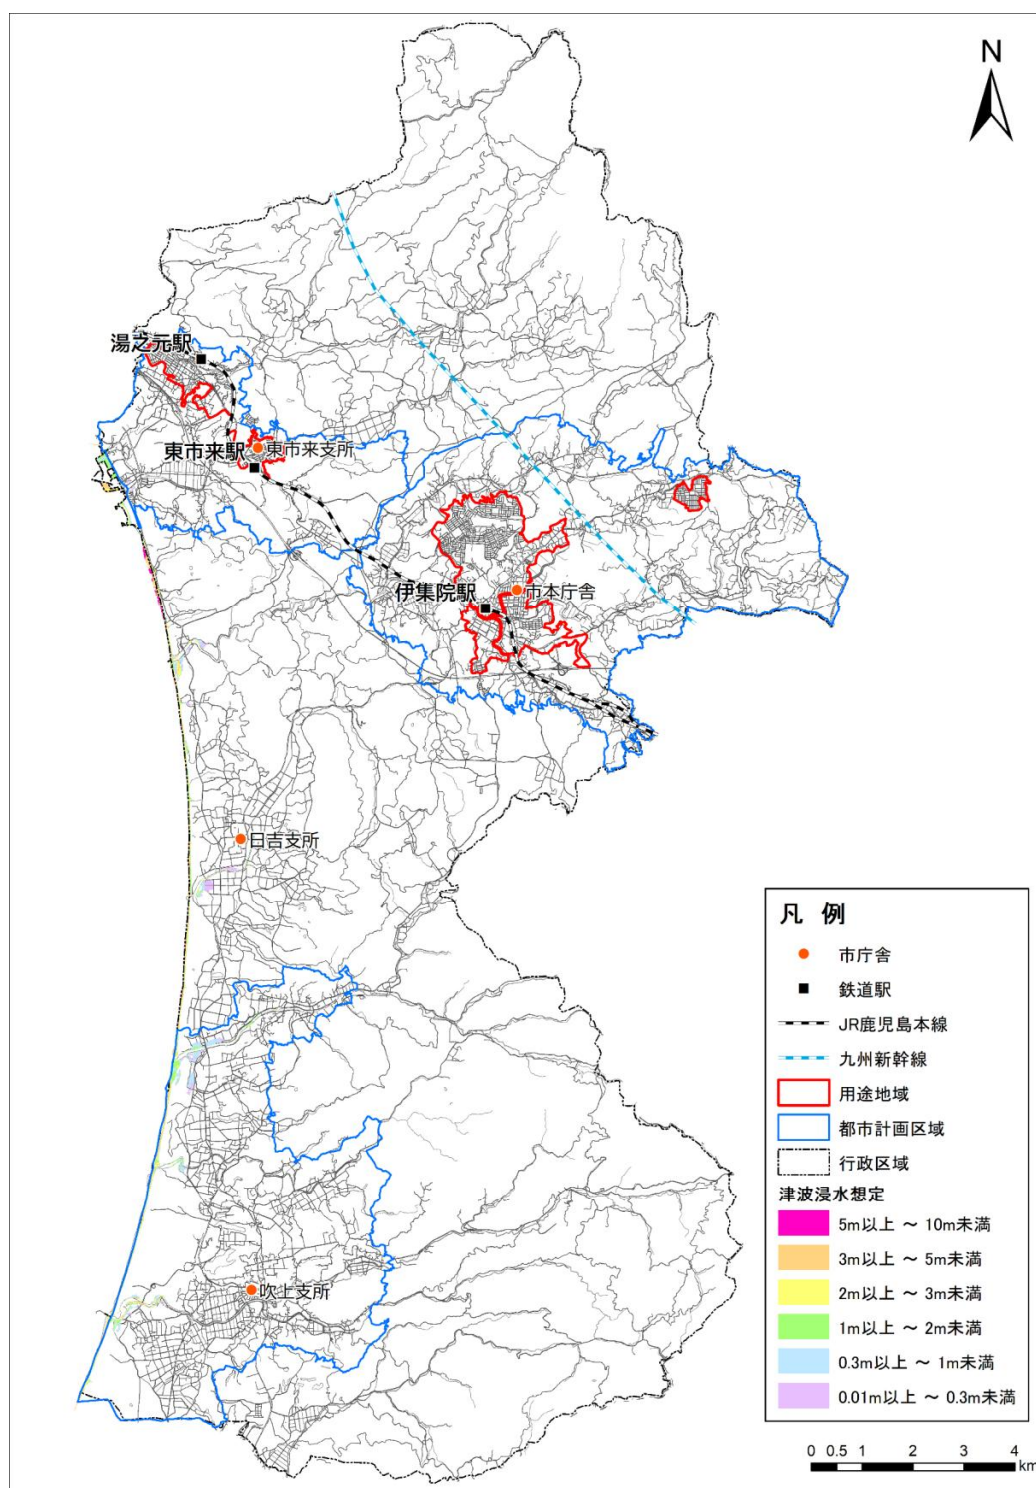 N
湯之元駅
東市来駅
東市来支所
伊集院駅
市本庁舎
日吉支所
吹上支所
凡 例
市庁舎
鉄道駅
JR鹿児島本線
九州新幹線
用途地域
都市計画区域
行政区域
津波浸水想定
5m以上 ～ 10m未満
3m以上 ～ 5m未満
2m以上 ～ 3m未満
1m以上 ～ 2m未満
0.3m以上 ～ 1m未満
0.01m以上 ～ 0.3m未満
0 0.5 1 2 3 4
km